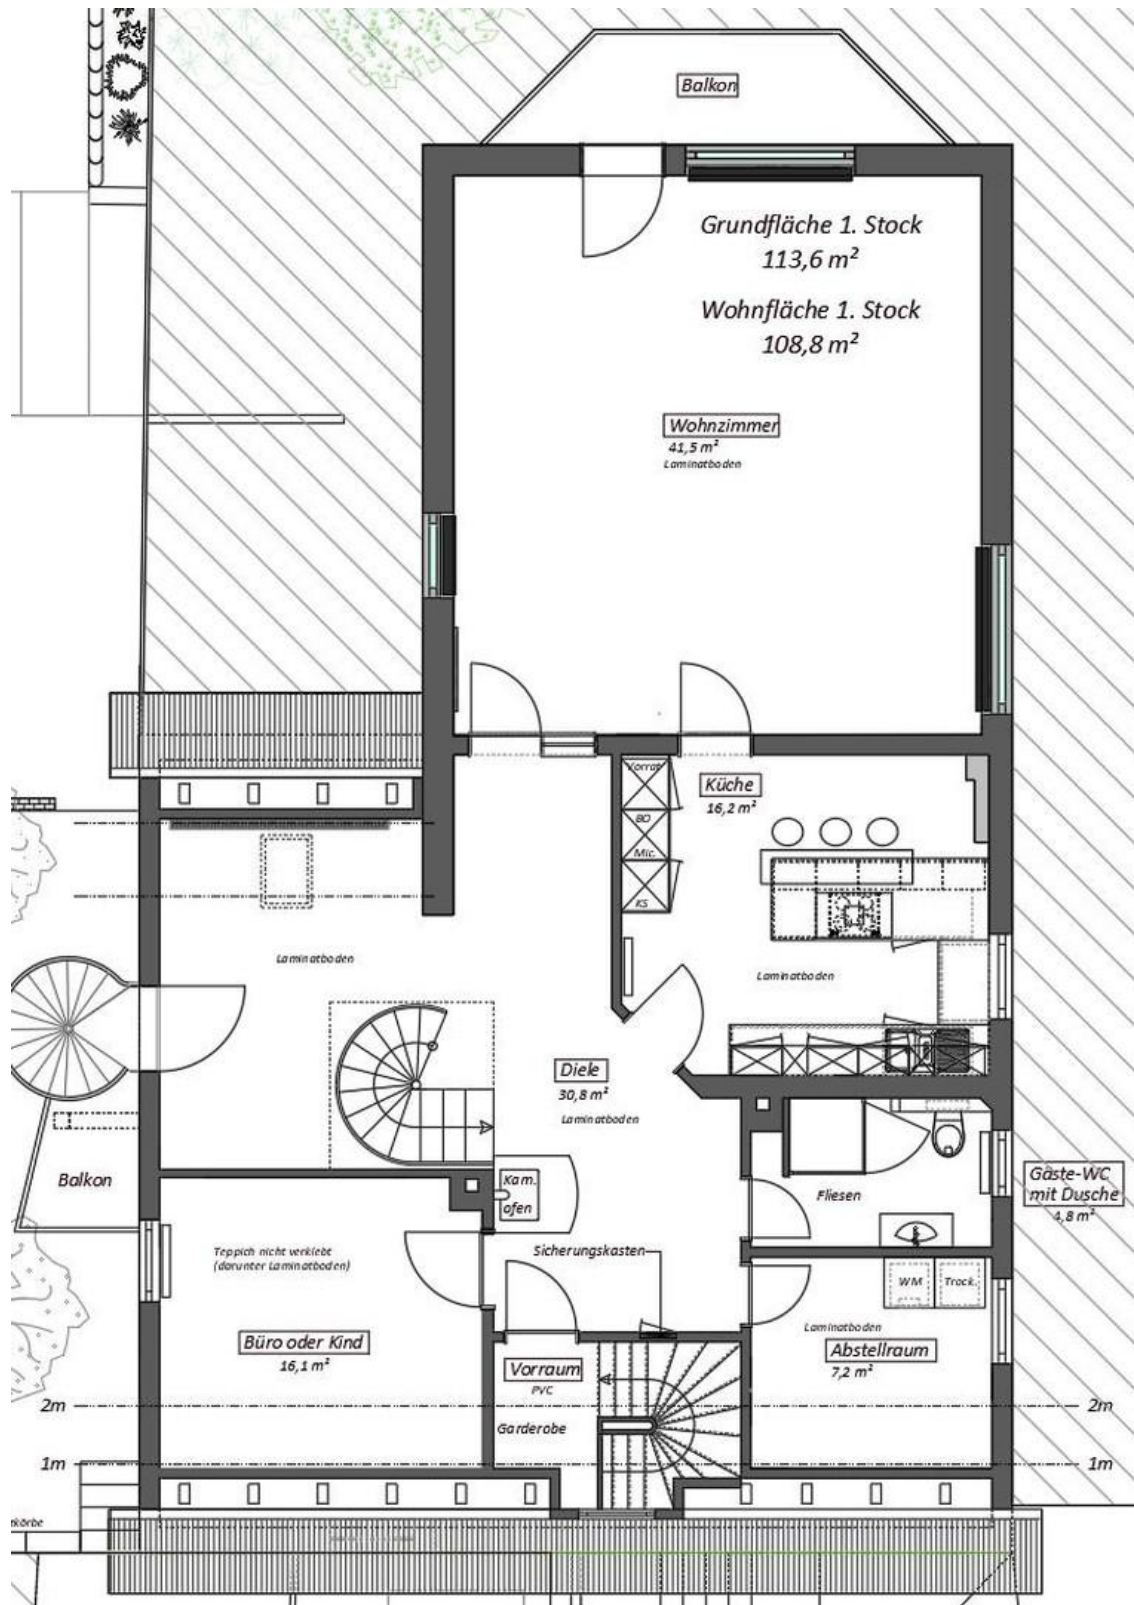 Balkon
Grundfläche 1. Stock
113,6 m²
Wohnfläche 1. Stock
108,8 m²
Wohnzimmer
41,5 m²
Laminatboden
Vorrat
BO
Mic.
KS
Küche
16,2 m²
Laminatboden
Laminatboden
Diele
30,8 m²
Laminatboden
Balkon
Kam.
ofen
Fliesen
Gäste-WC
mit Dusche
4,8 m²
Teppich nicht verklebt
(darunter Laminatboden)
Sicherungskasten
WM
Trock.
Büro oder Kind
16,1 m²
Vorraum
PVC
Garderobe
Laminatboden
Abstellraum
7,2 m²
2m
2m
1m
1m
nkörbe